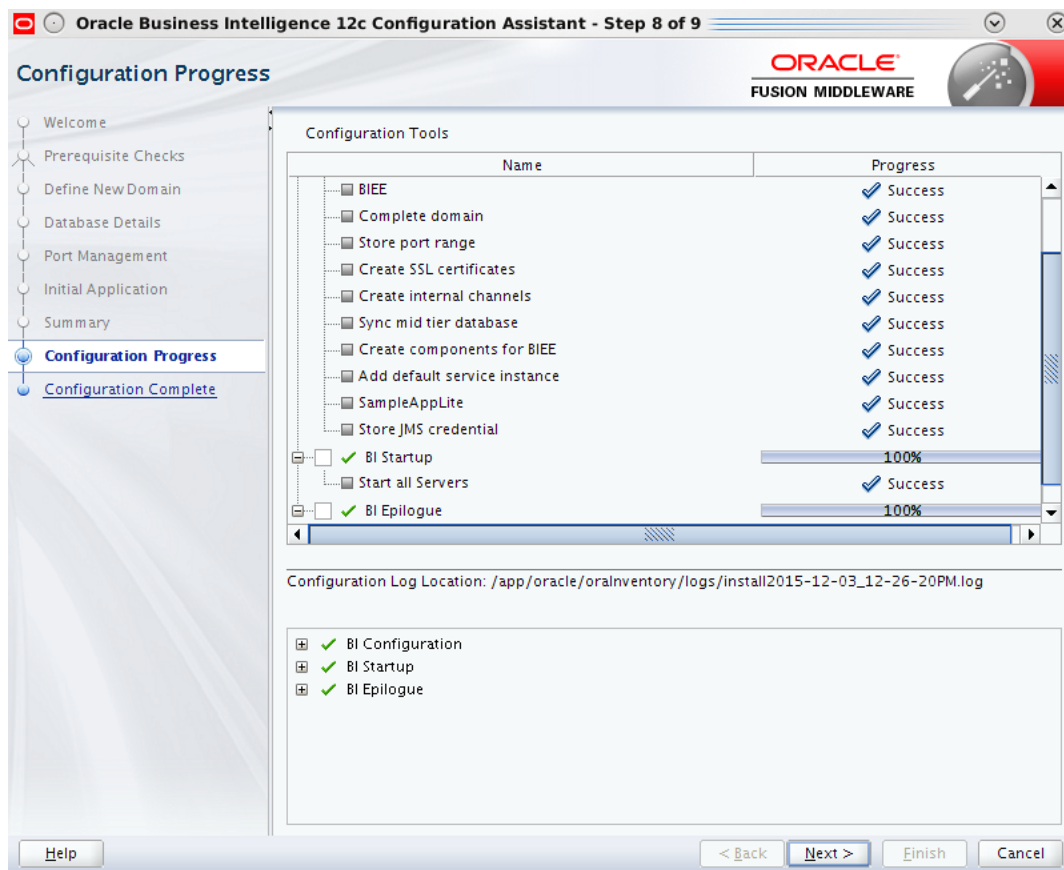 Oracle Business Intelligence 12c Configuration Assistant - Step 8 of 9
Configuration Progress
ORACLE
FUSION MIDDLEWARE
Welcome
Prerequisite Checks
Define New Domain
Database Details
Port Management
Initial Application
Summary
Configuration Progress
Configuration Complete
Configuration Tools
Name Progress
BIEE Success
Complete domain Success
Store port range Success
Create SSL certificates Success
Create internal channels Success
Sync mid tier database Success
Create components for BIEE Success
Add default service instance Success
SampleAppLite Success
Store JMS credential Success
BI Startup 100%
Start all Servers Success
BI Epilogue 100%
Configuration Log Location: /app/oracle/oraInventory/logs/install2015-12-03_12-26-20PM.log
BI Configuration
BI Startup
BI Epilogue
Help < Back Next > Finish Cancel